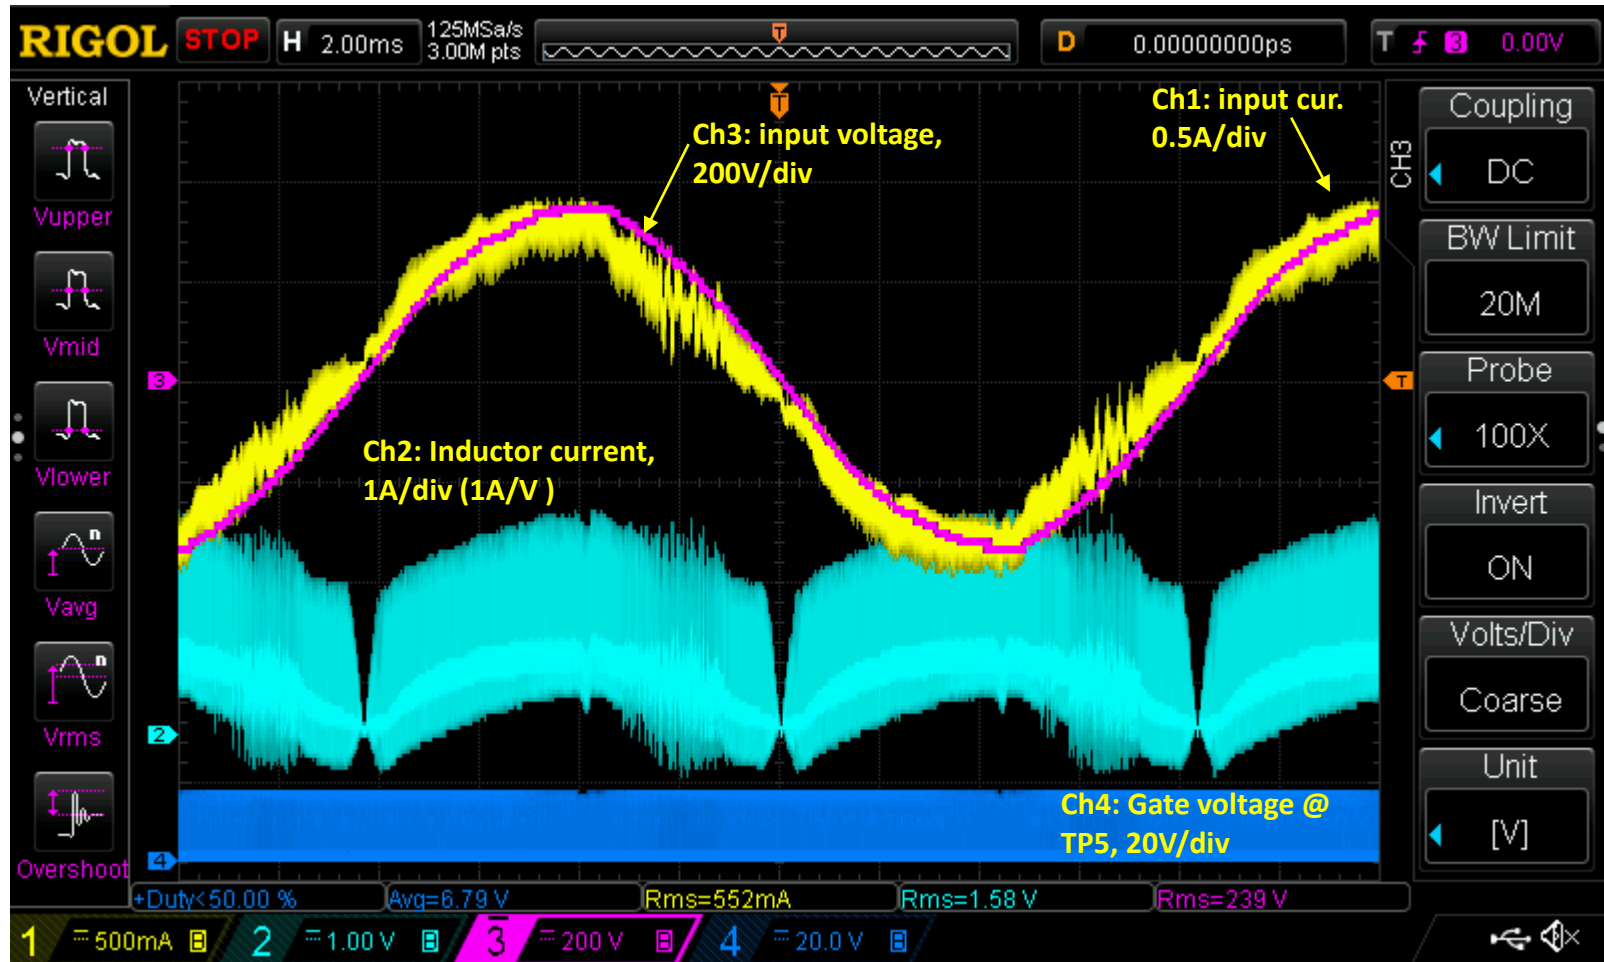 RIGOL STOP H 2.00ms 125MSa/s D 0.00000000ps T 3 0.00V
3.00M pts
T
Vertical
Vupper
Vmid
Vlower
n
Vavg
n
Vrms
Overshoot
Ch3: input voltage,
200V/div
Ch1: input cur.
0.5A/div
3
T
Ch2: Inductor current,
1A/div (1A/V )
2
Ch4: Gate voltage @
TP5, 20V/div
4
CH3
Coupling
DC
BW Limit
20M
Probe
100X
Invert
ON
Volts/Div
Coarse
Unit
[V]
+Duty<50.00 % Avg=6.79 V Rms=552mA Rms=1.58 V Rms=239 V
1 500mA B 2 1.00 V B 3 200 V B 4 20.0 V B